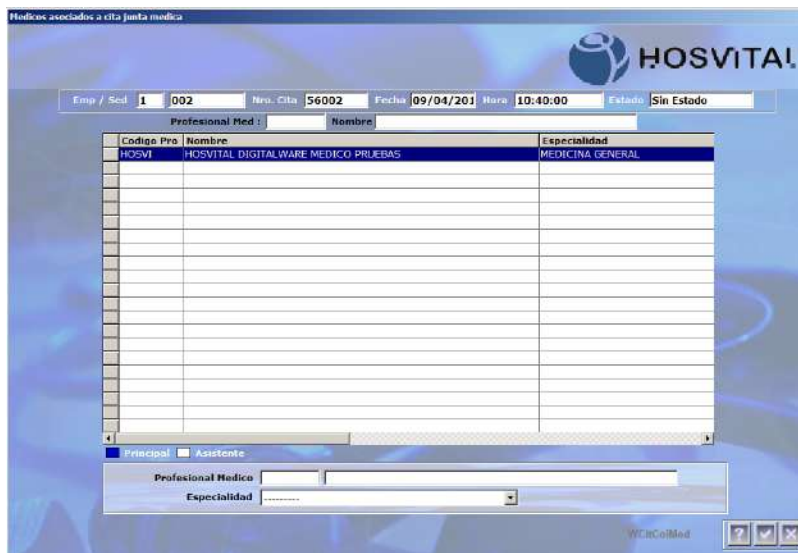 Medicos asociados a cita junta medica
HOSVITAL
Emp / Sed 1 002 Nro. Cita 56002 Fecha 09/04/201 Hora 10:40:00 Estado Sin Estado
Profesional Med : Nombre
Codigo Pro Nombre Especialidad
HOSVI HOSVITAL DIGITALWARE MEDICO PRUEBAS MEDICINA GENERAL
Principal Asistente
Profesional Medico
Especialidad ---------
?